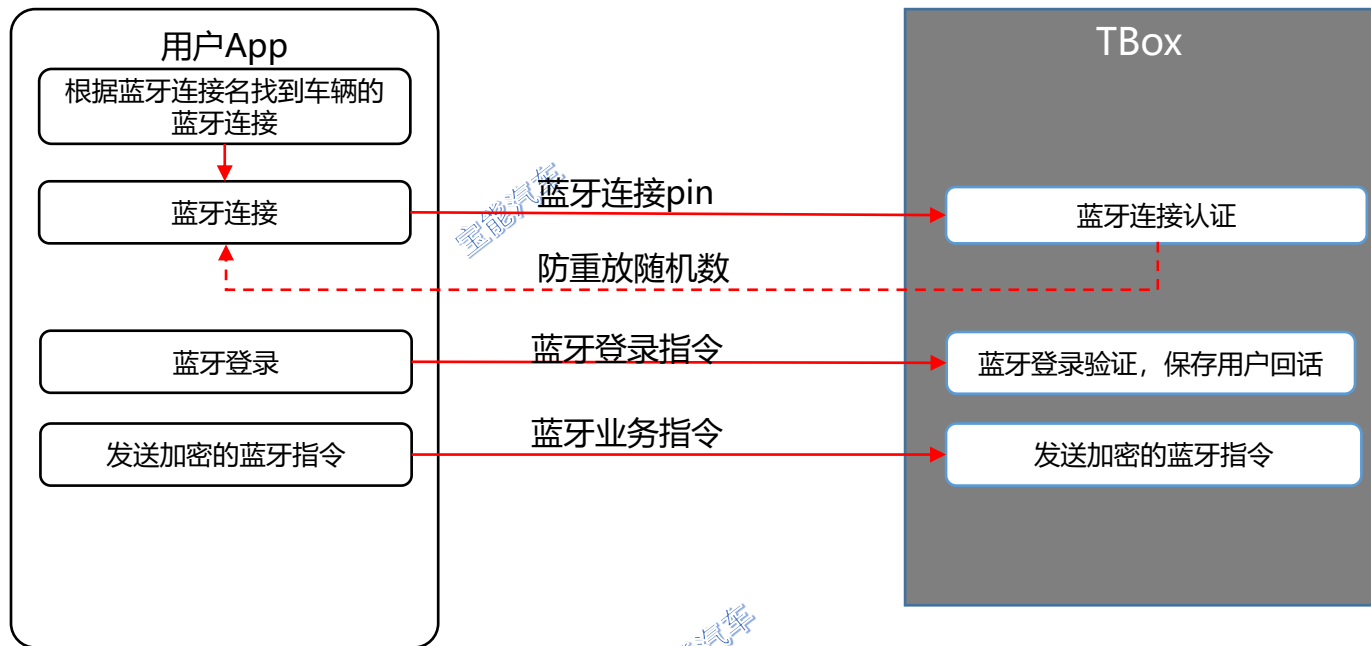 用户App
TBox
根据蓝牙连接名找到车辆的
蓝牙连接
蓝牙连接
蓝牙连接pin
蓝牙连接认证
宝能汽车
防重放随机数
蓝牙登录
蓝牙登录指令
蓝牙登录验证，保存用户回话
发送加密的蓝牙指令
蓝牙业务指令
发送加密的蓝牙指令
汽车